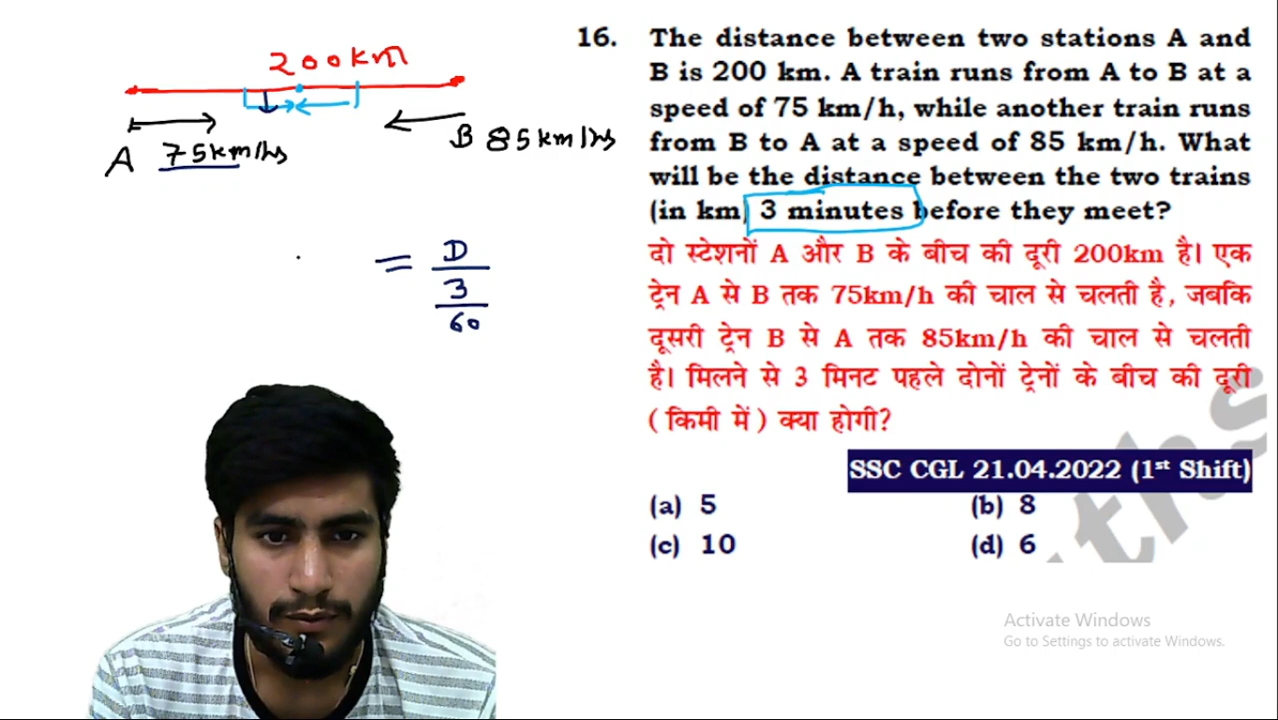 200km
A 75km/hs
B 85km/hs
= D
3
60
16. The distance between two stations A and
B is 200 km. A train runs from A to B at a
speed of 75 km/h, while another train runs
from B to A at a speed of 85 km/h. What
will be the distance between the two trains
(in km) 3 minutes before they meet?
दो स्टेशनों A और B के बीच की दूरी 200km है। एक
ट्रेन A से B तक 75km/h की चाल से चलती है, जबकि
दूसरी ट्रेन B से A तक 85km/h की चाल से चलती
है। मिलने से 3 मिनट पहले दोनों ट्रेनों के बीच की दूरी
( किमी में ) क्या होगी?
SSC CGL 21.04.2022 (1st Shift)
(a) 5 (b) 8
(c) 10 (d) 6
Activate Windows
Go to Settings to activate Windows.